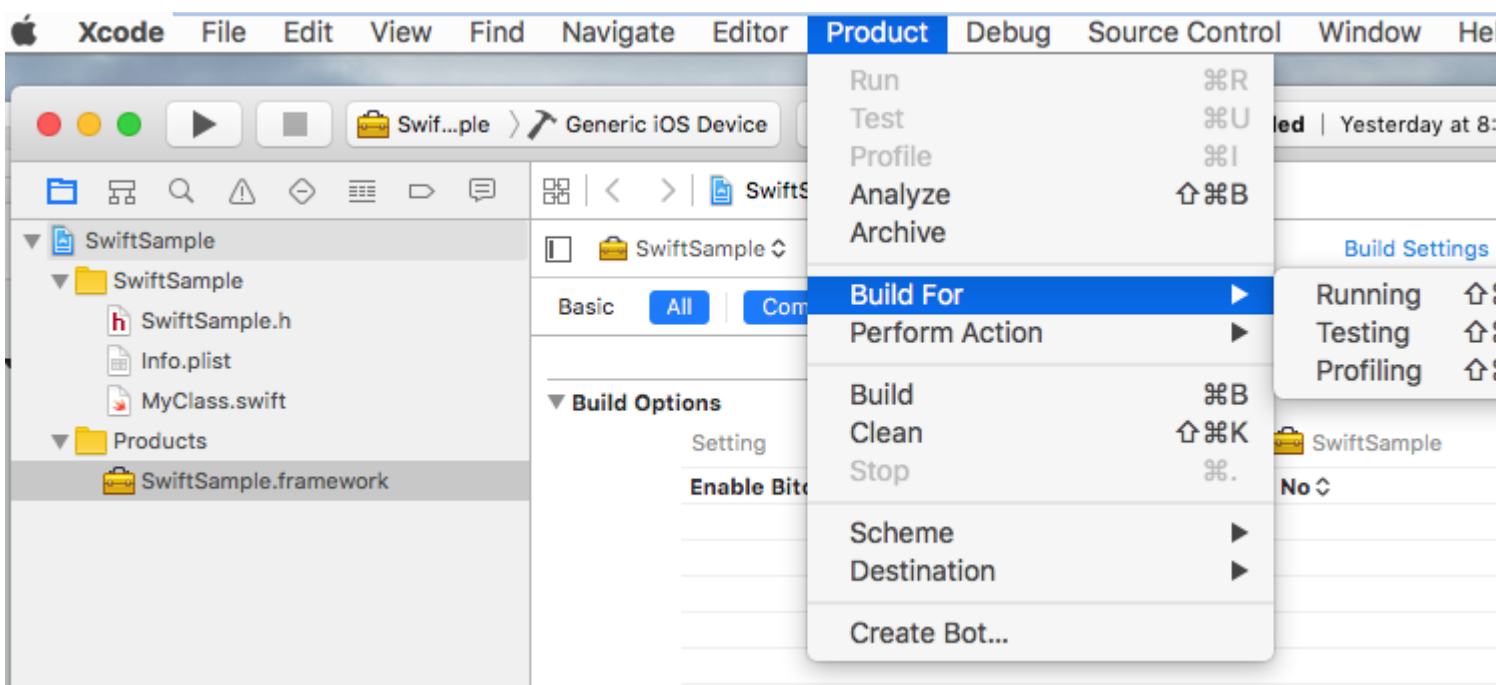 Xcode File Edit View Find Navigate Editor Product Debug Source Control Window
Run ⌘R
Test ⌘U
Profile ⌘I
Analyze ⇧⌘B
Archive
Build For
Perform Action
Build ⌘B
Clean ⇧⌘K
Stop ⌘.
Scheme
Destination
Create Bot...
Running
Testing
Profiling
Swif...ple Generic iOS Device
Yesterday at 8:
SwiftSample
SwiftSample
SwiftSample.h
Info.plist
MyClass.swift
Products
SwiftSample.framework
SwiftSample Build Settings
Basic All
Build Options
Setting SwiftSample
Enable No